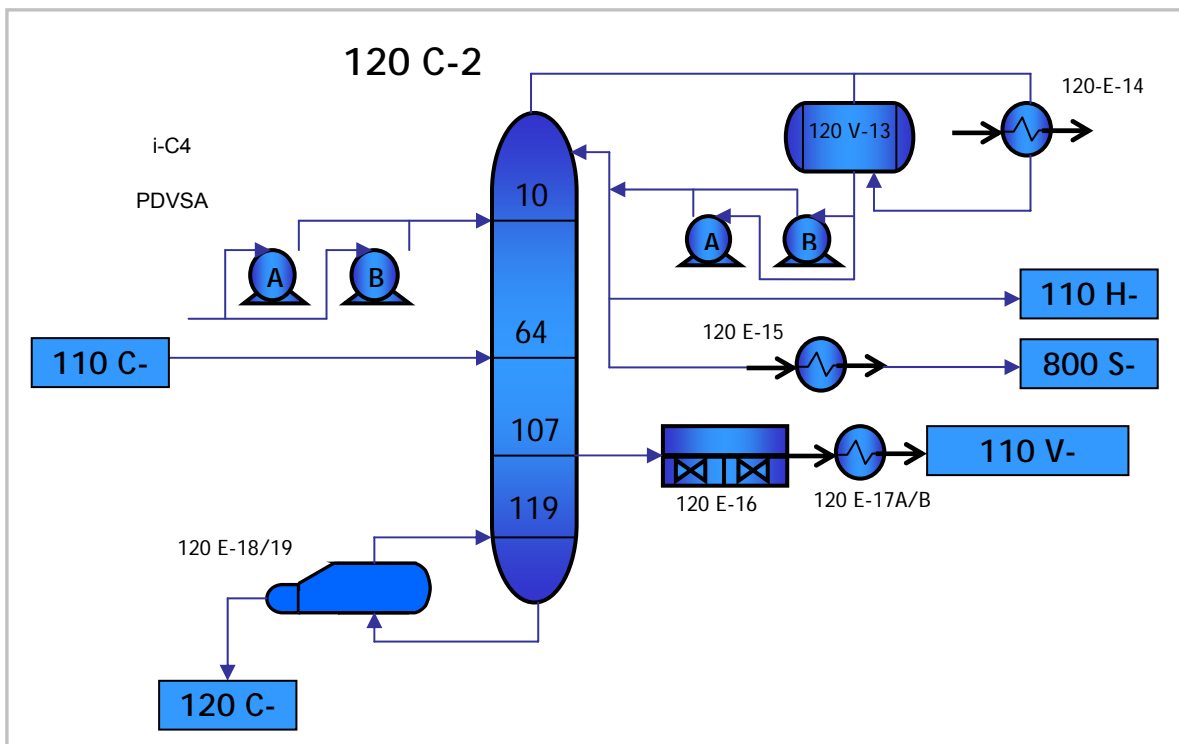 120 C-2
120-E-14
120 V-13
i-C4
PDVSA
10
A
B
A
B
110 H-
64
120 E-15
110 C-
800 S-
107
110 V-
120 E-16
120 E-17A/B
119
120 E-18/19
120 C-